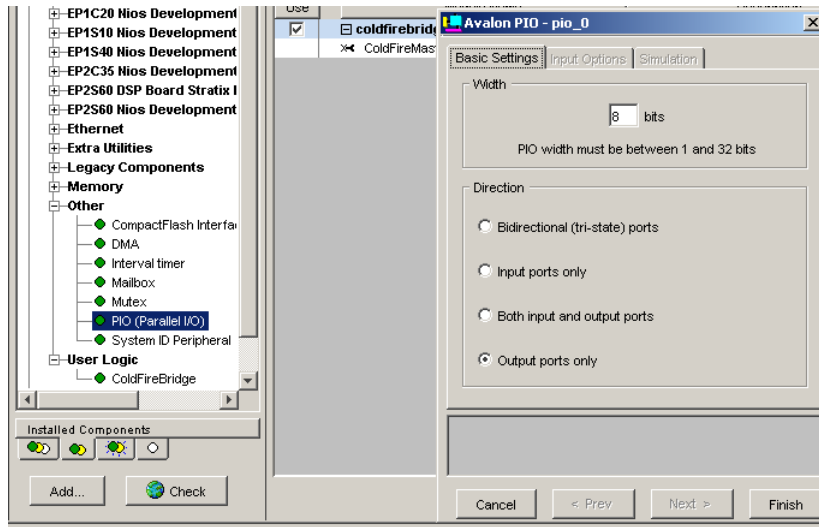 EP1C20 Nios Development
EP1S10 Nios Development
EP1S40 Nios Development
EP2C35 Nios Development
EP2S60 DSP Board Stratix I
EP2S60 Nios Development
Ethernet
Extra Utilities
Legacy Components
Memory
Other
CompactFlash Interfa
DMA
Interval timer
Mailbox
Mutex
PIO (Parallel I/O)
System ID Peripheral
User Logic
ColdFireBridge
Installed Components
Add...
Check
Use
coldfirebridg
ColdFireMas
Avalon PIO - pio_0
Basic Settings
Input Options
Simulation
Width
8 bits
PIO width must be between 1 and 32 bits
Direction
Bidirectional (tri-state) ports
Input ports only
Both input and output ports
Output ports only
Cancel
< Prev
Next >
Finish